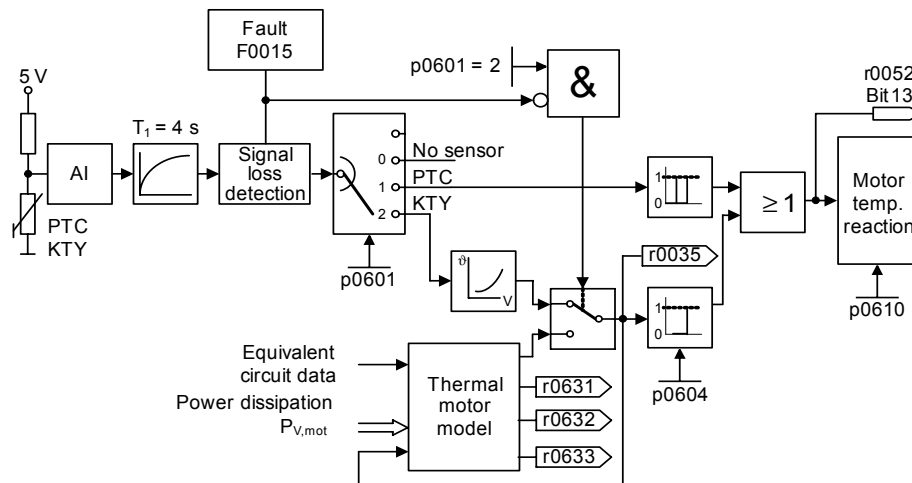 Fault
F0015
r0052
Bit13
p0601 = 2
&
5 V
T1 = 4 s
AI
Signal
loss
detection
0
No sensor
1
PTC
2
KTY
1
0
≥ 1
Motor
temp.
reaction
PTC
KTY
p0601
ϑ
V
r0035
1
0
p0610
p0604
Equivalent
circuit data
Power dissipation
PV,mot
Thermal
motor
model
r0631
r0632
r0633